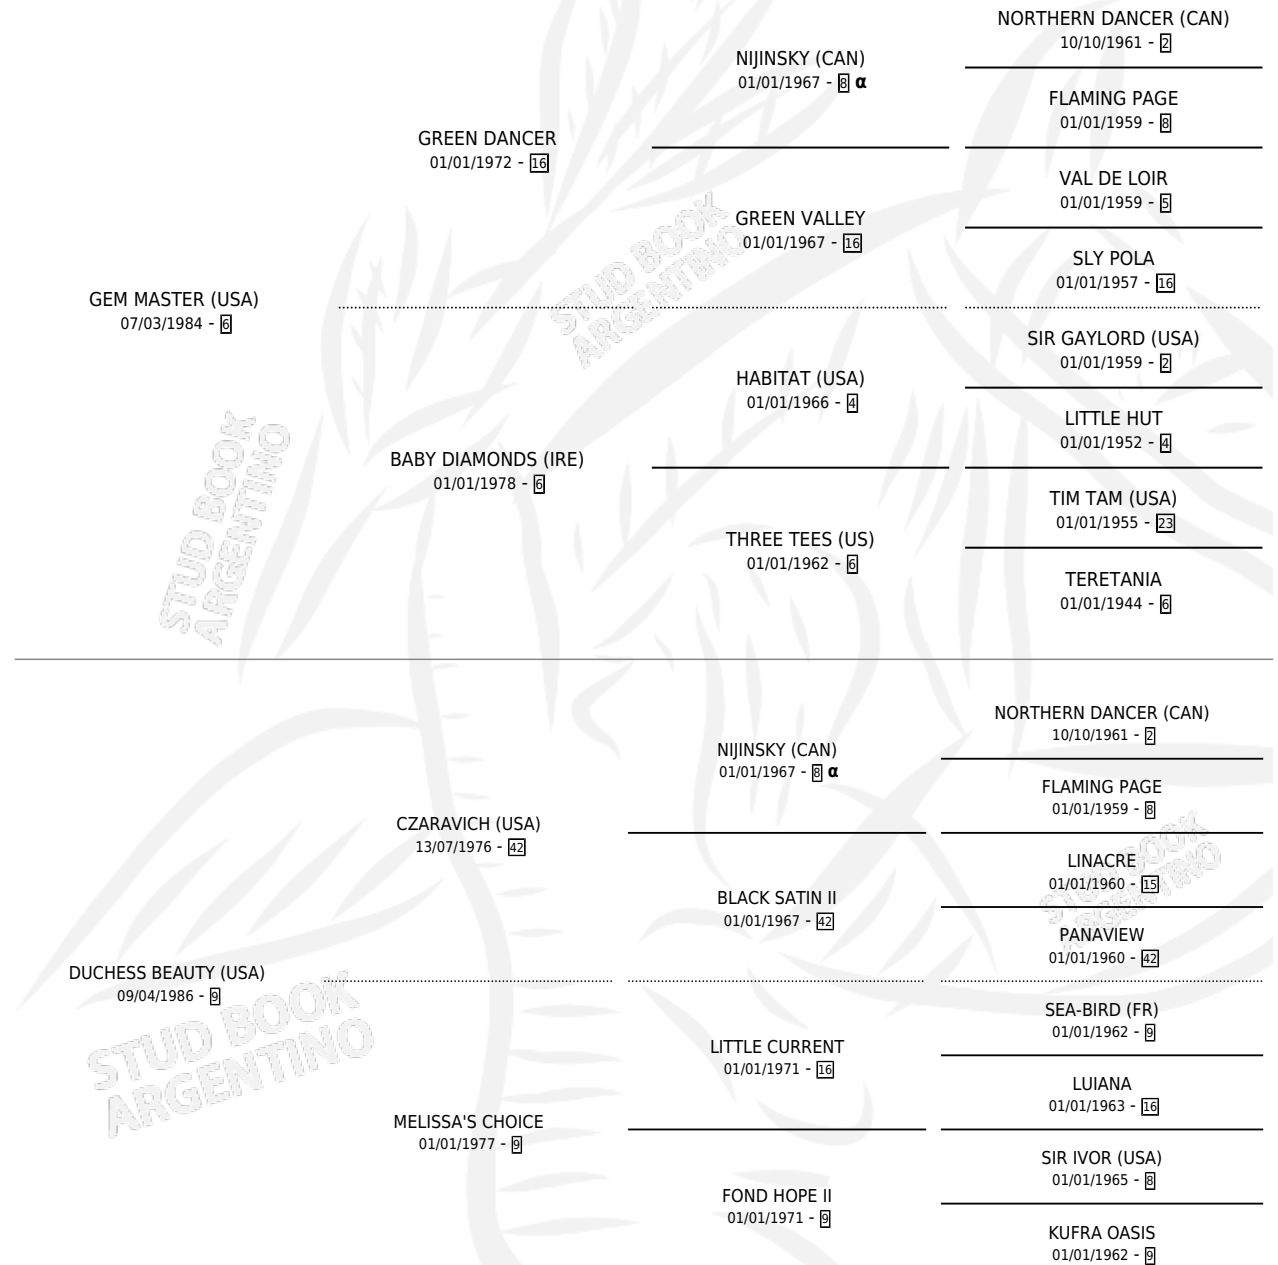 NORTHERN DANCER (CAN)
10/10/1961 - 2
NIJINSKY (CAN)
01/01/1967 - 8 α
FLAMING PAGE
01/01/1959 - 8
GREEN DANCER
01/01/1972 - 16
VAL DE LOIR
01/01/1959 - 5
GREEN VALLEY
01/01/1967 - 16
SLY POLA
01/01/1957 - 16
GEM MASTER (USA)
07/03/1984 - 6
SIR GAYLORD (USA)
01/01/1959 - 2
HABITAT (USA)
01/01/1966 - 4
LITTLE HUT
01/01/1952 - 4
BABY DIAMONDS (IRE)
01/01/1978 - 6
TIM TAM (USA)
01/01/1955 - 23
THREE TEES (US)
01/01/1962 - 6
TERETANIA
01/01/1944 - 6
NORTHERN DANCER (CAN)
10/10/1961 - 2
NIJINSKY (CAN)
01/01/1967 - 8 α
FLAMING PAGE
01/01/1959 - 8
CZARAVICH (USA)
13/07/1976 - 42
LINACRE
01/01/1960 - 15
BLACK SATIN II
01/01/1967 - 42
PANAVIEW
01/01/1960 - 42
DUCHESS BEAUTY (USA)
09/04/1986 - 9
SEA-BIRD (FR)
01/01/1962 - 9
LITTLE CURRENT
01/01/1971 - 16
LUIANA
01/01/1963 - 16
MELISSA'S CHOICE
01/01/1977 - 9
SIR IVOR (USA)
01/01/1965 - 8
FOND HOPE II
01/01/1971 - 9
KUFRA OASIS
01/01/1962 - 9
STUD BOOK
ARGENTINO
STUD BOOK
ARGENTINO
STUD BOOK
ARGENTINO
STUD BOOK
ARGENTINO